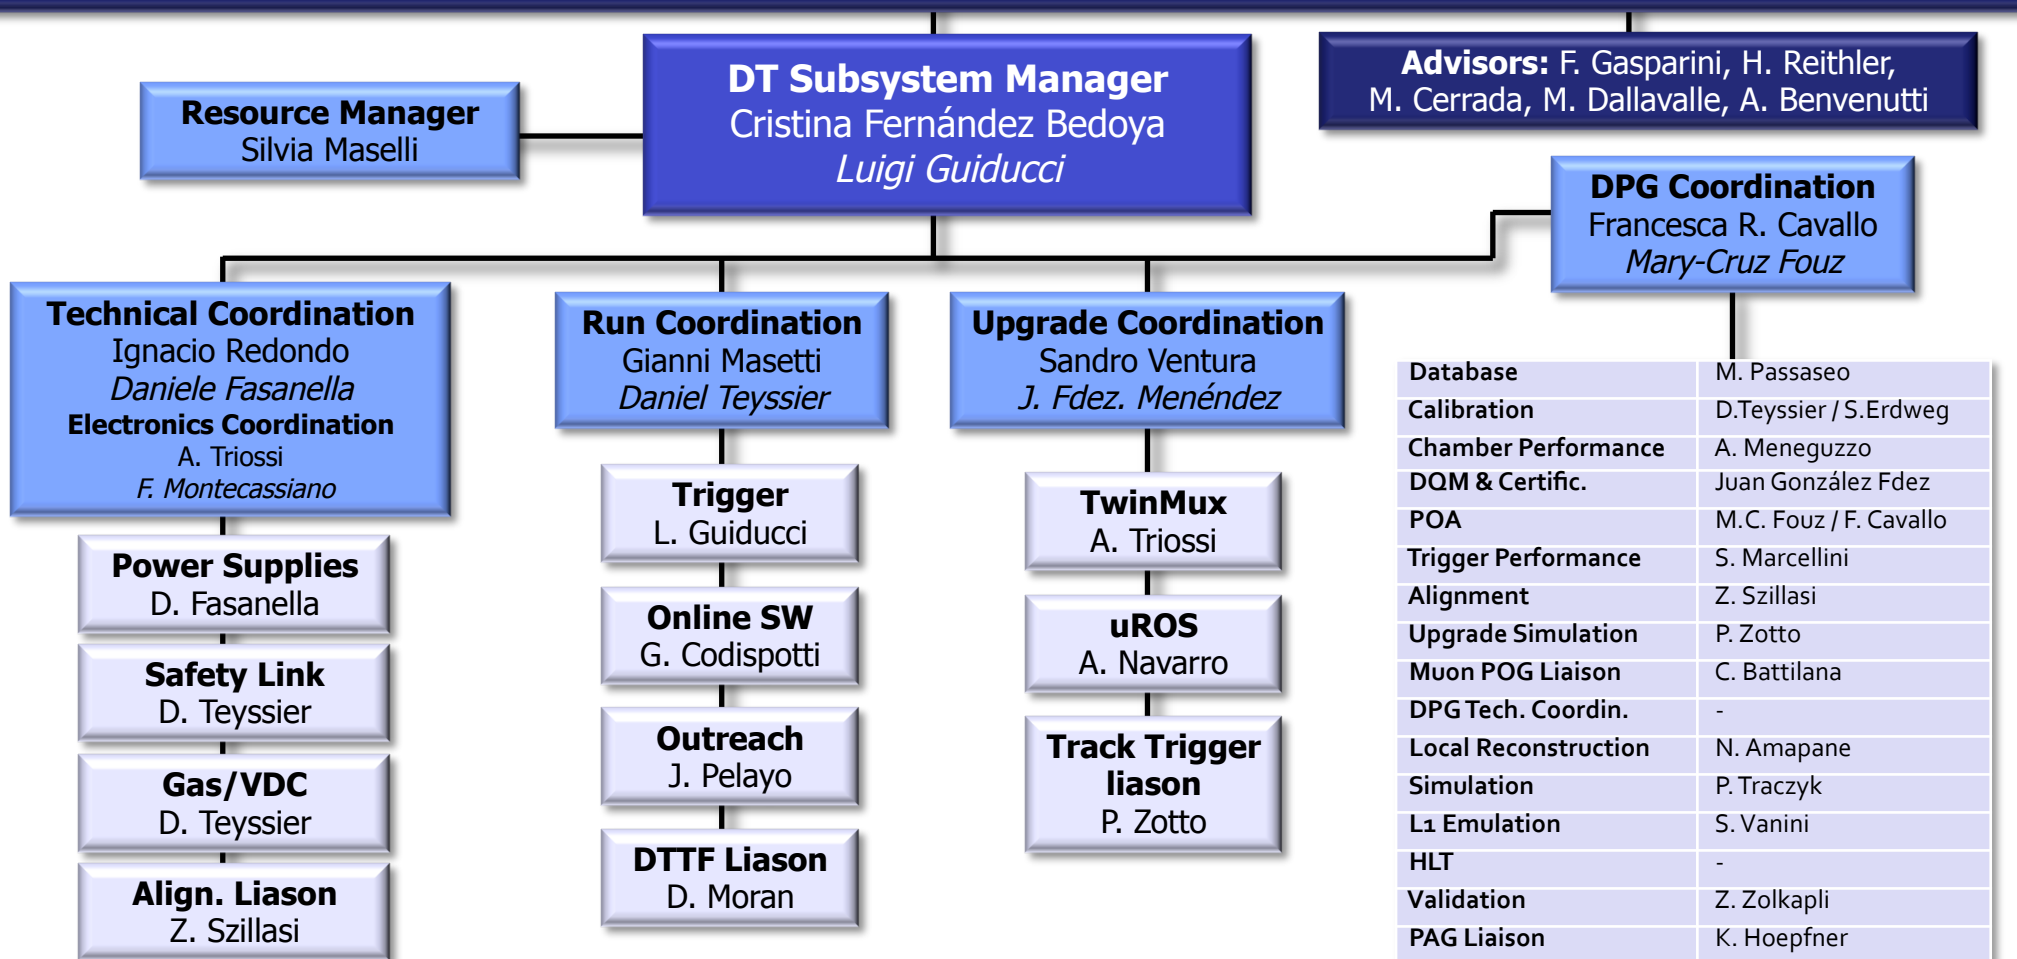 DT Subsystem Manager
Cristina Fernández Bedoya
Luigi Guiducci
Advisors: F. Gasparini, H. Reithler,
M. Cerrada, M. Dallavalle, A. Benvenutti
Resource Manager
Silvia Maselli
DPG Coordination
Francesca R. Cavallo
Mary-Cruz Fouz
Technical Coordination
Ignacio Redondo
Daniele Fasanella
Electronics Coordination
A. Triossi
F. Montecassiano
Power Supplies
D. Fasanella
Safety Link
D. Teyssier
Gas/VDC
D. Teyssier
Align. Liason
Z. Szillasi
Run Coordination
Gianni Masetti
Daniel Teyssier
Trigger
L. Guiducci
Online SW
G. Codispotti
Outreach
J. Pelayo
DTTF Liason
D. Moran
Upgrade Coordination
Sandro Ventura
J. Fdez. Menéndez
TwinMux
A. Triossi
uROS
A. Navarro
Track Trigger
liason
P. Zotto
Database M. Passaseo
Calibration D.Teyssier / S.Erdweg
Chamber Performance A. Meneguzzo
DQM & Certific. Juan González Fdez
POA M.C. Fouz / F. Cavallo
Trigger Performance S. Marcellini
Alignment Z. Szillasi
Upgrade Simulation P. Zotto
Muon POG Liaison C. Battilana
DPG Tech. Coordin. -
Local Reconstruction N. Amapane
Simulation P. Traczyk
L1 Emulation S. Vanini
HLT -
Validation Z. Zolkapli
PAG Liaison K. Hoepfner